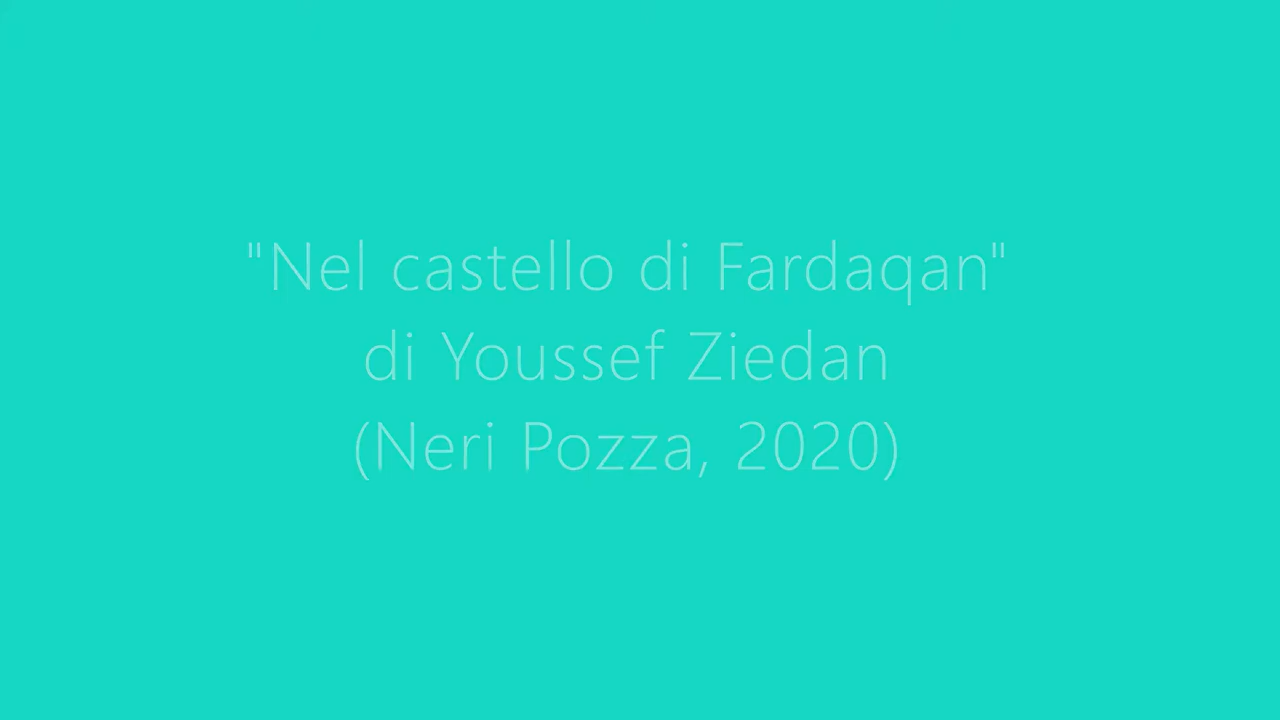 "Nel castello di Fardaqan"
di Youssef Ziedan
(Neri Pozza, 2020)